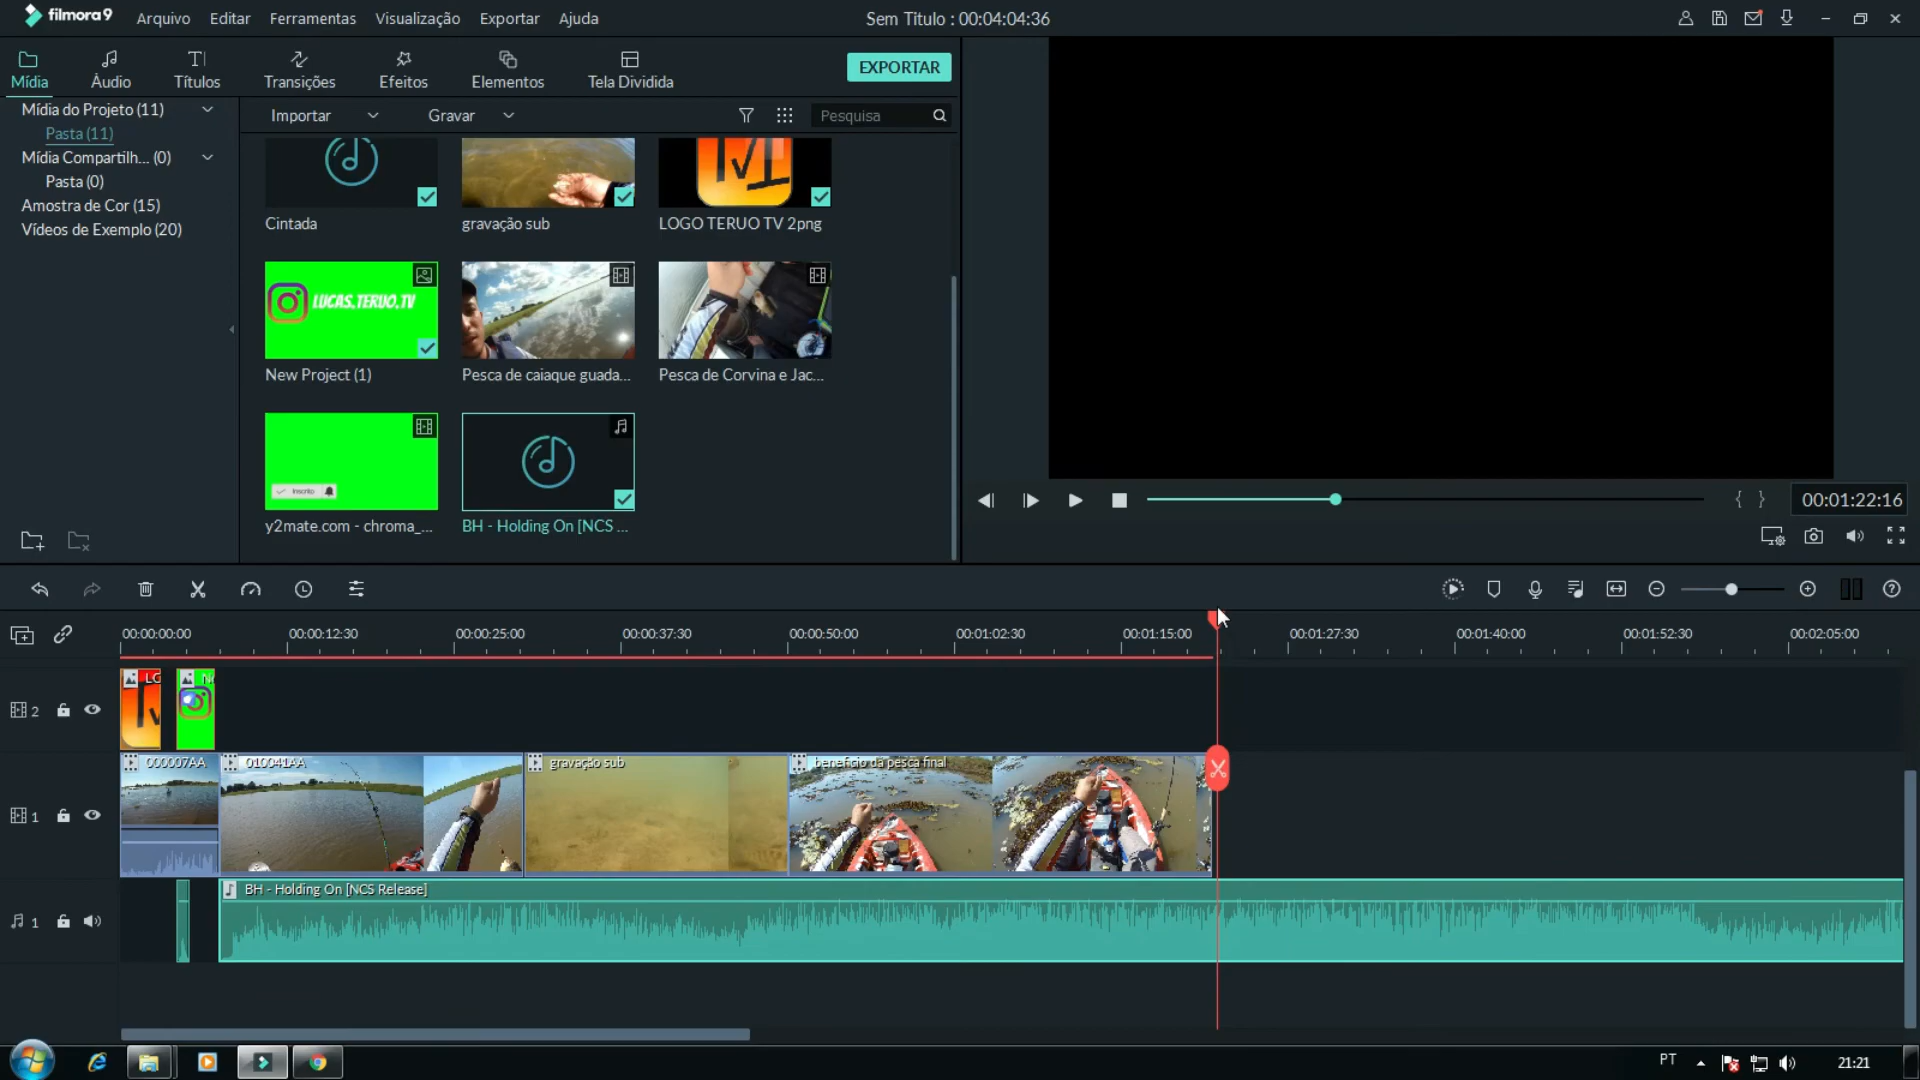 filmora9 Arquivo Editar Ferramentas Visualização Exportar Ajuda Sem Titulo : 00:04:04:36
Mídia Áudio Títulos Transições Efeitos Elementos Tela Dividida EXPORTAR
Mídia do Projeto (11)
Pasta (11)
Mídia Compartilh... (0)
Pasta (0)
Amostra de Cor (15)
Vídeos de Exemplo (20)
Importar Gravar Pesquisa
Cintada gravação sub LOGO TERUO TV 2png
LUCAS.TERUO.TV
New Project (1) Pesca de caiaque guada... Pesca de Corvina e Jac...
Inscrito
y2mate.com - chroma_... BH - Holding On [NCS ...
00:01:22:16
00:00:00:00 00:00:12:30 00:00:25:00 00:00:37:30 00:00:50:00 00:01:02:30 00:01:15:00 00:01:27:30 00:01:40:00 00:01:52:30 00:02:05:00
2
1 000007AA 010041AA gravação sub beneficio da pesca final
1 BH - Holding On [NCS Release]
PT 21:21